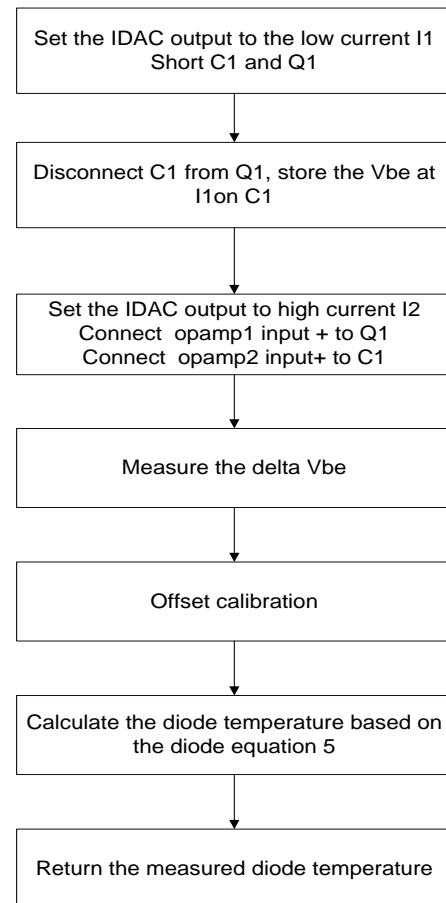 Set the IDAC output to the low current I1
Short C1 and Q1
Disconnect C1 from Q1, store the Vbe at
I1on C1
Set the IDAC output to high current I2
Connect opamp1 input + to Q1
Connect opamp2 input+ to C1
Measure the delta Vbe
Offset calibration
Calculate the diode temperature based on
the diode equation 5
Return the measured diode temperature